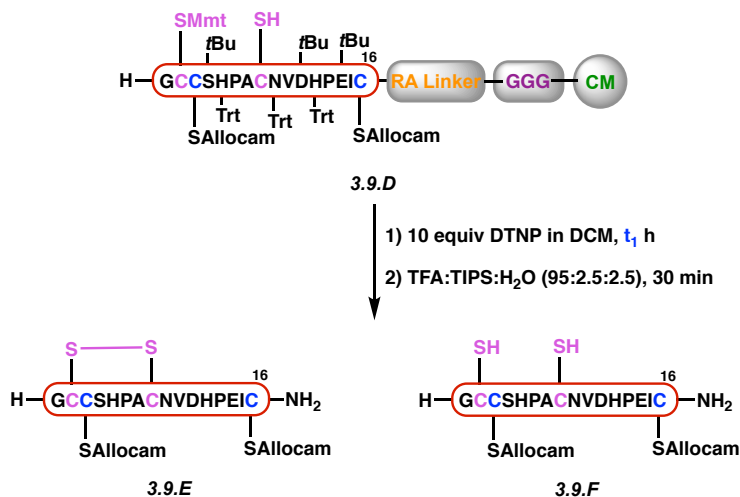 SMmt SH
tBu tBu tBu
16
H GCCSHPACNVDHPEIC RA Linker GGG CM
Trt Trt Trt
SAllocam SAllocam
3.9.D
1) 10 equiv DTNP in DCM, t₁ h
2) TFA:TIPS:H₂O (95:2.5:2.5), 30 min
S S
16
H GCCSHPACNVDHPEIC NH₂
SAllocam SAllocam
3.9.E
SH SH
16
H GCCSHPACNVDHPEIC NH₂
SAllocam SAllocam
3.9.F